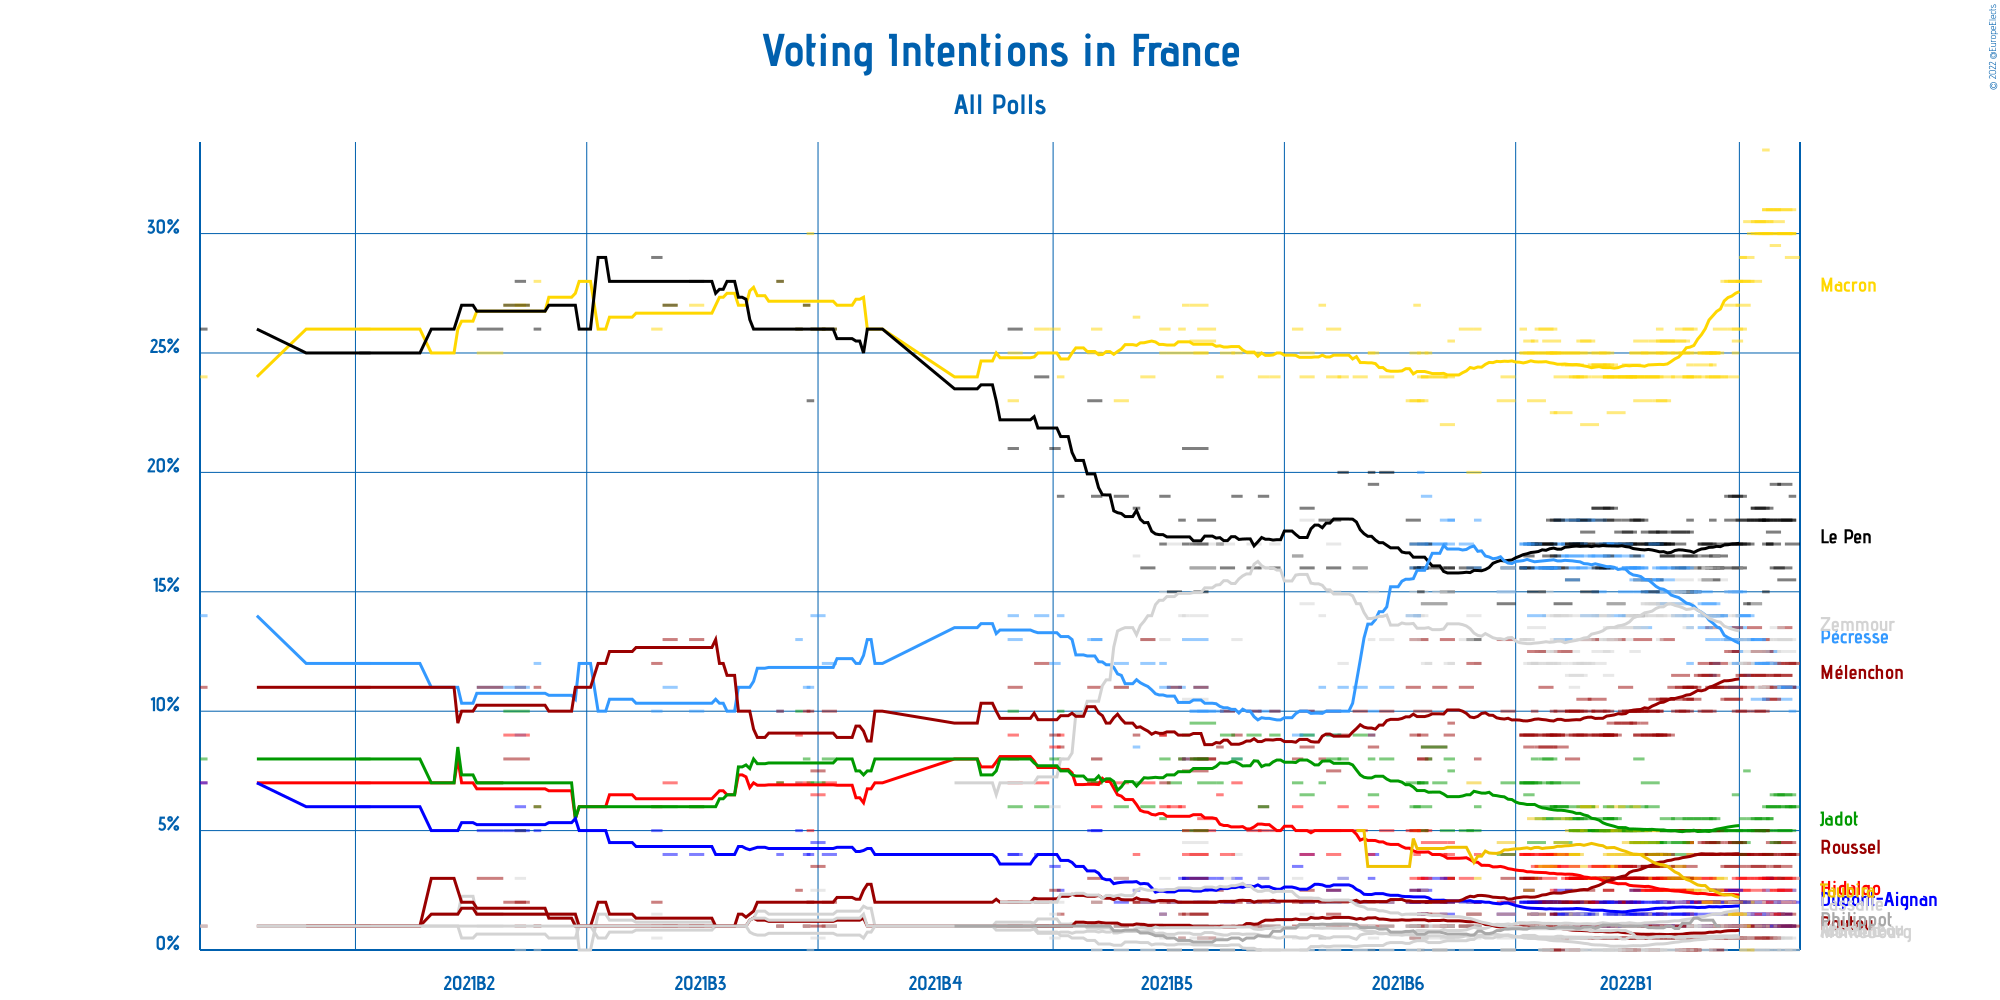 Voting Intentions in France
All Polls
© 2022 @EuropeElects
30%
25%
20%
15%
10%
5%
0%
Macron
Le Pen
Zemmour
Pécresse
Mélenchon
Jadot
Roussel
Hidalgo
Dupont-Aignan
Philippot
2021B2
2021B3
2021B4
2021B5
2021B6
2022B1